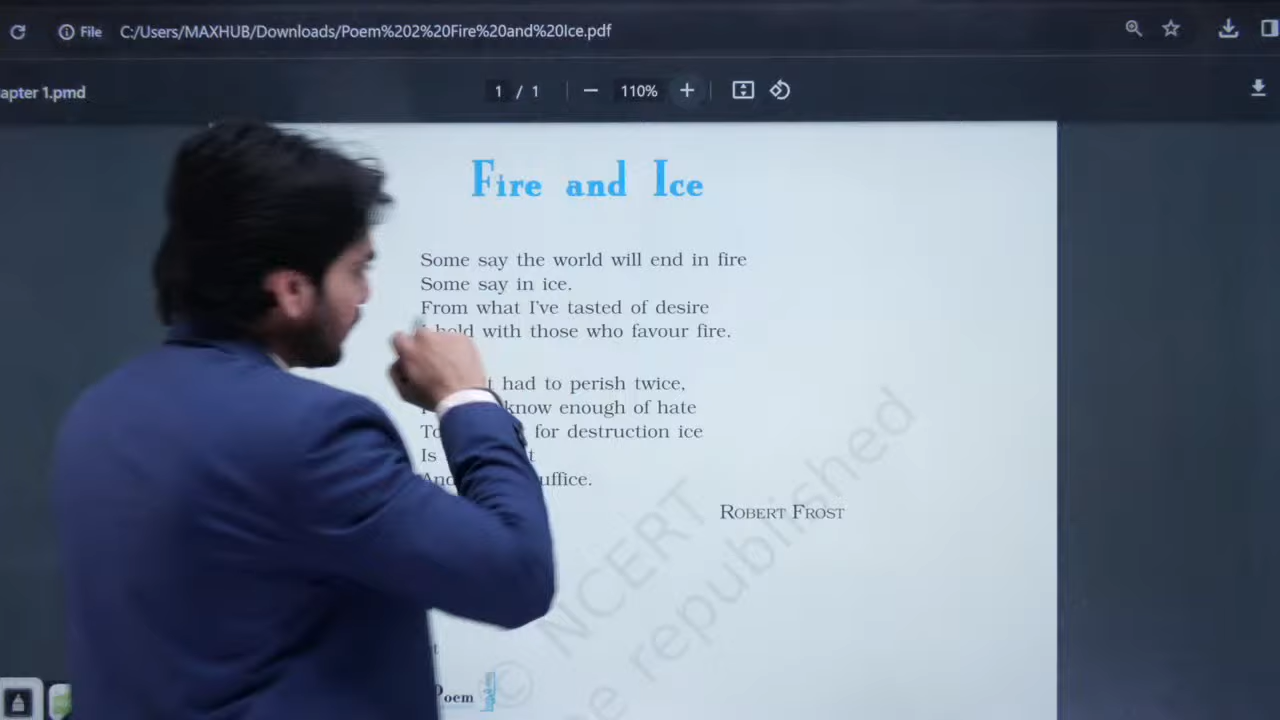 File C:/Users/MAXHUB/Downloads/Poem%202%20Fire%20and%20Ice.pdf
apter 1.pmd 1 / 1 110%
Fire and Ice
Some say the world will end in fire
Some say in ice.
From what I've tasted of desire
I hold with those who favour fire.
had to perish twice,
know enough of hate
for destruction ice
Is
uffice.
ROBERT FROST
© NCERT
republished
Poem